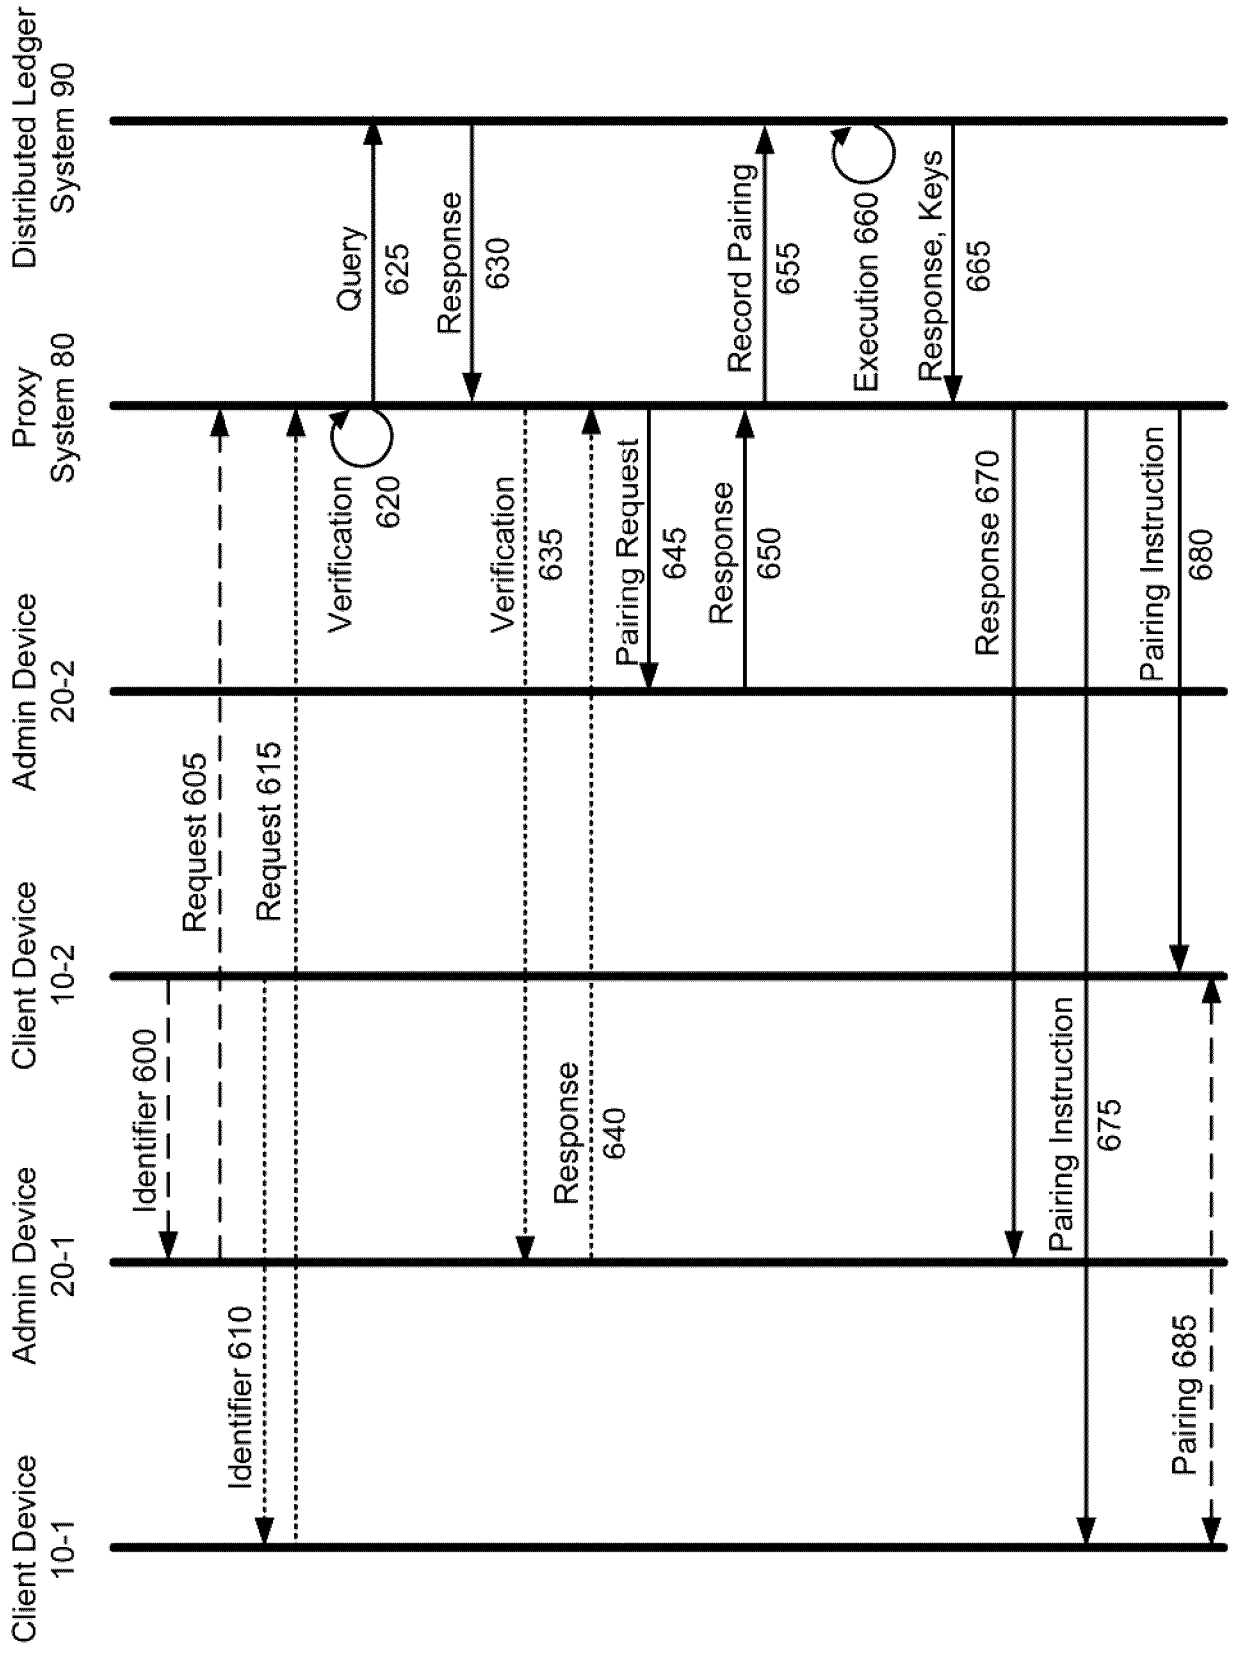 Client Device
10-1
Admin Device
20-1
Client Device
10-2
Admin Device
20-2
Proxy
System 80
Distributed Ledger
System 90
Identifier 600
Request 605
Identifier 610
Request 615
Verification
620
Query
625
Response
630
Verification
635
Response
640
Pairing Request
645
Response
650
Record Pairing
655
Execution 660
Response, Keys
665
Response 670
Pairing Instruction
675
Pairing Instruction
680
Pairing 685